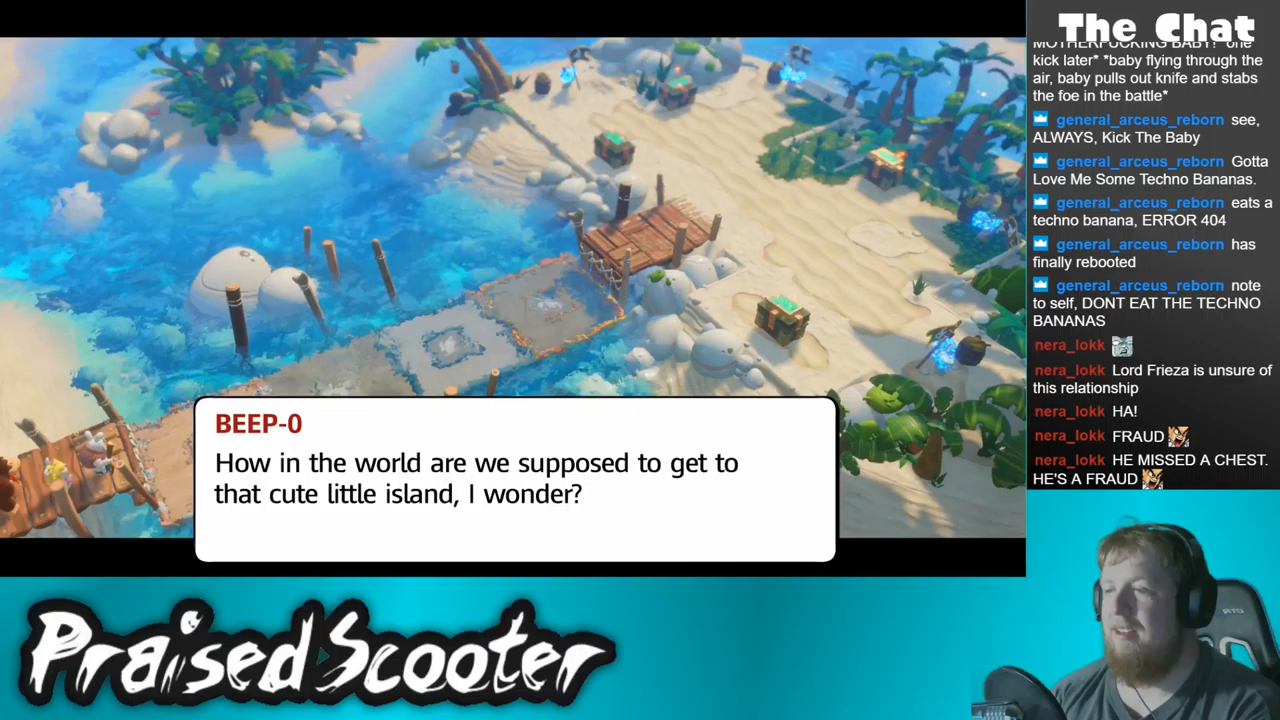 The Chat
MOTHERFUCKING BABY! *one
kick later* *baby flying through the
air, baby pulls out knife and stabs
the foe in the battle*
general_arceus_reborn see,
ALWAYS, Kick The Baby
general_arceus_reborn Gotta
Love Me Some Techno Bananas.
general_arceus_reborn eats a
techno banana, ERROR 404
general_arceus_reborn has
finally rebooted
general_arceus_reborn note
to self, DONT EAT THE TECHNO
BANANAS
nera_lokk
nera_lokk Lord Frieza is unsure of
this relationship
nera_lokk HA!
nera_lokk FRAUD
nera_lokk HE MISSED A CHEST.
HE'S A FRAUD
BEEP-0
How in the world are we supposed to get to
that cute little island, I wonder?
PraisedScooter